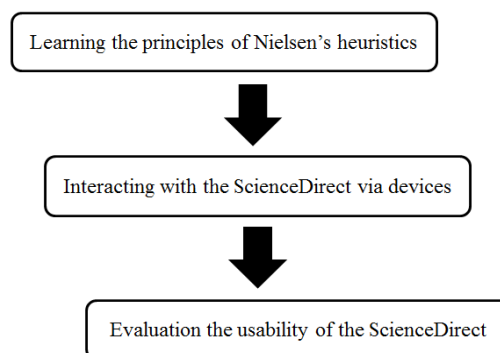 Learning the principles of Nielsen’s heuristics
Interacting with the ScienceDirect via devices
Evaluation the usability of the ScienceDirect